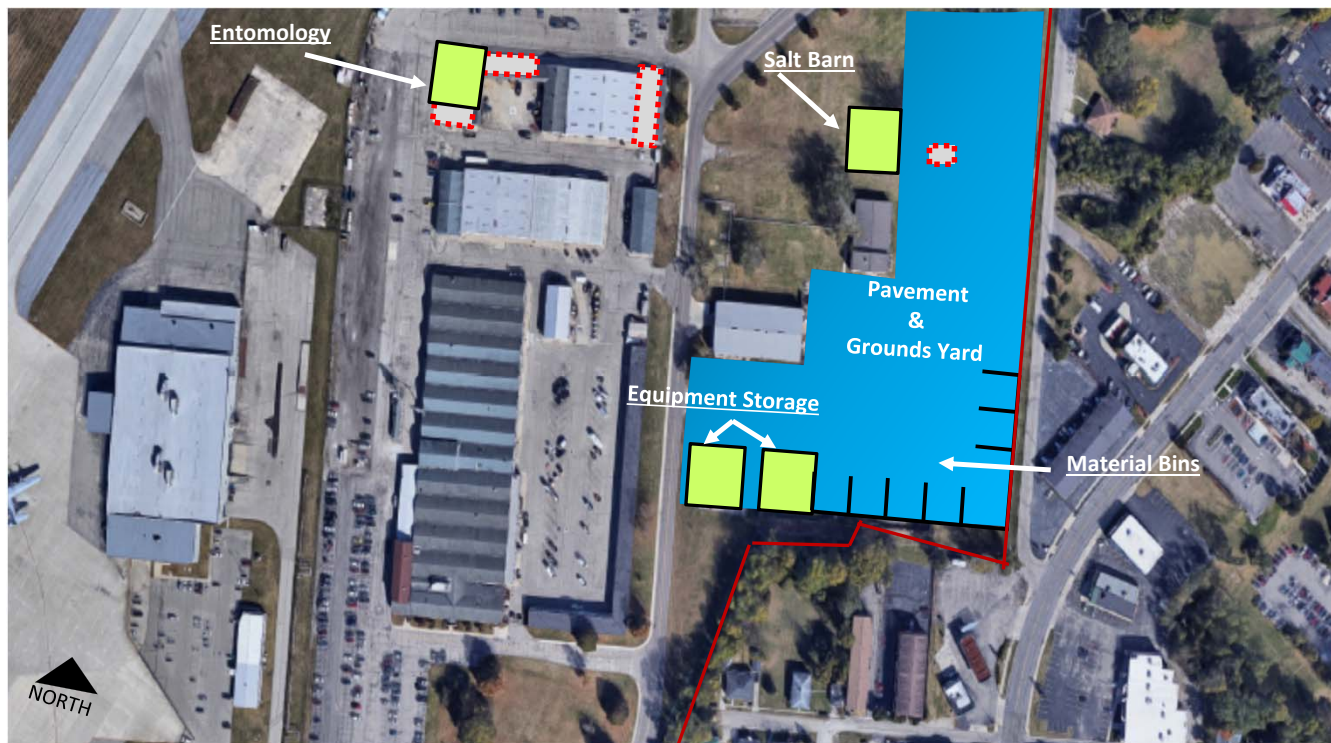 Entomology
Salt Barn
Pavement
&
Grounds Yard
Equipment Storage
Material Bins
NORTH